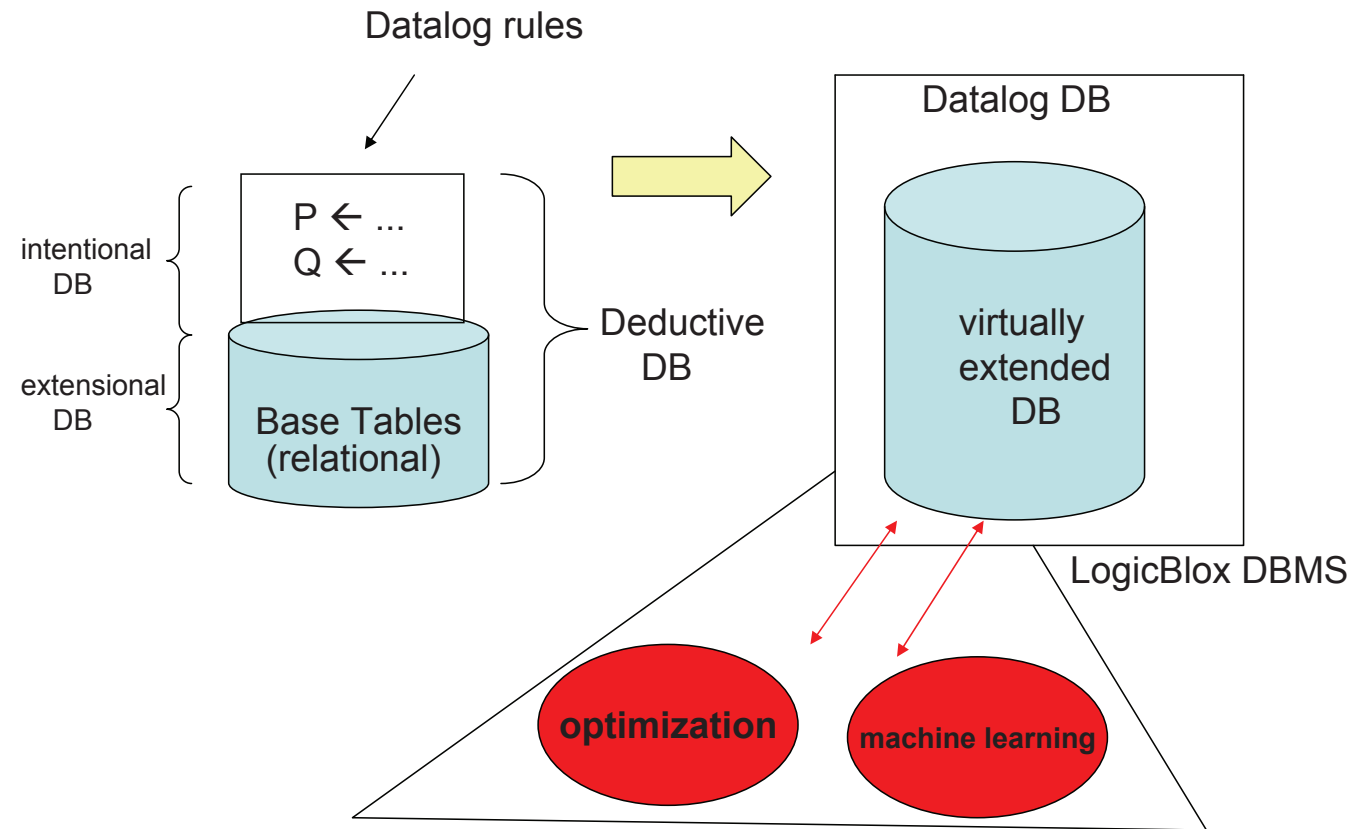 Datalog rules
Datalog DB
P ← ...
Q ← ...
intentional
DB
Deductive
DB
virtually
extended
DB
extensional
DB
Base Tables
(relational)
LogicBlox DBMS
optimization
machine learning